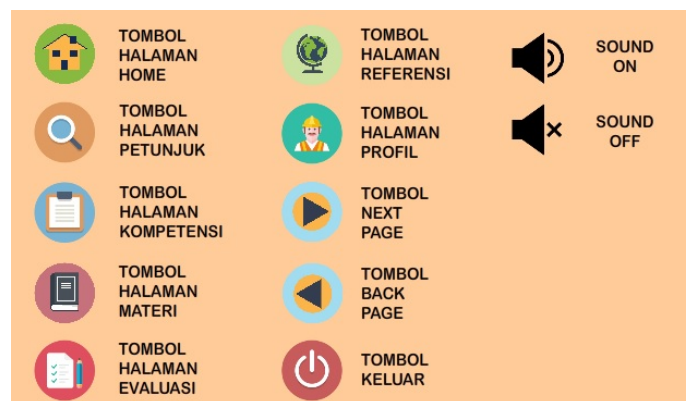 TOMBOL
HALAMAN
HOME
TOMBOL
HALAMAN
PETUNJUK
TOMBOL
HALAMAN
KOMPETENSI
TOMBOL
HALAMAN
MATERI
TOMBOL
HALAMAN
EVALUASI
TOMBOL
HALAMAN
REFERENSI
TOMBOL
HALAMAN
PROFIL
TOMBOL
NEXT
PAGE
TOMBOL
BACK
PAGE
TOMBOL
KELUAR
SOUND
ON
SOUND
OFF